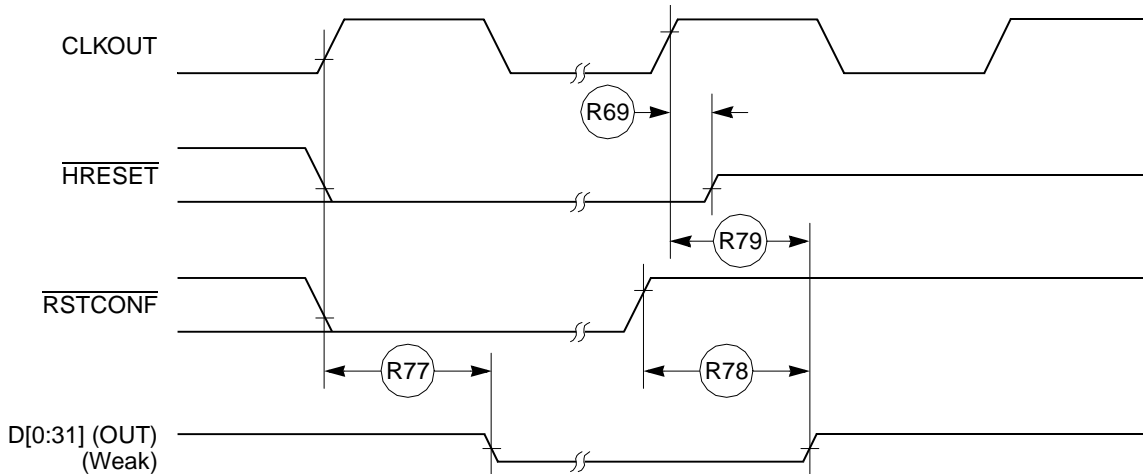 CLKOUT
R69
HRESET
R79
RSTCONF
R77
R78
D[0:31] (OUT)
(Weak)